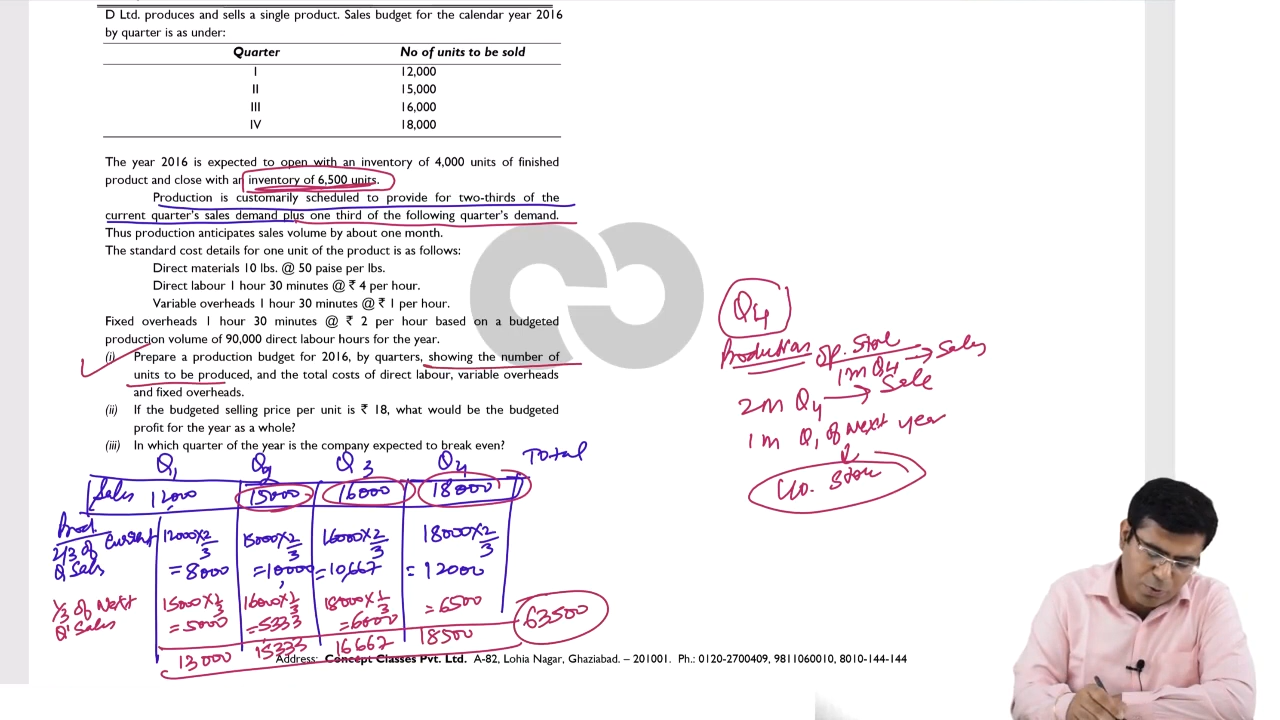 D Ltd. produces and sells a single product. Sales budget for the calendar year 2016
by quarter is as under:
Quarter No of units to be sold
I 12,000
II 15,000
III 16,000
IV 18,000
The year 2016 is expected to open with an inventory of 4,000 units of finished
product and close with an inventory of 6,500 units.
Production is customarily scheduled to provide for two-thirds of the
current quarter's sales demand plus one third of the following quarter's demand.
Thus production anticipates sales volume by about one month.
The standard cost details for one unit of the product is as follows:
Direct materials 10 lbs. @ 50 paise per lbs.
Direct labour 1 hour 30 minutes @ ₹ 4 per hour.
Variable overheads 1 hour 30 minutes @ ₹ 1 per hour.
Fixed overheads 1 hour 30 minutes @ ₹ 2 per hour based on a budgeted
production volume of 90,000 direct labour hours for the year.
(i) Prepare a production budget for 2016, by quarters, showing the number of
units to be produced, and the total costs of direct labour, variable overheads
and fixed overheads.
(ii) If the budgeted selling price per unit is ₹ 18, what would be the budgeted
profit for the year as a whole?
(iii) In which quarter of the year is the company expected to break even?
Q1 Q2 Q3 Q4 Total
Sales 12000 15000 16000 18000
Prod.
2/3 of Current
Q Sales
12000×2/3 15000×2/3 16000×2/3 18000×2/3
=8000 =10000 =10,667 =12000
1/3 of Next
Q' Sales
15000×1/3 16000×1/3 18000×1/3 =6500
=5000 =5333 =6000
13000 15333 16667 18500 63500
Q4
Production op. Stock
1m Q4 → Sales
2m Q4 → Sale
1m Q1 of Next year
Clo. Stock
Address: Concept Classes Pvt. Ltd. A-82, Lohia Nagar, Ghaziabad. – 201001. Ph.: 0120-2700409, 9811060010, 8010-144-144